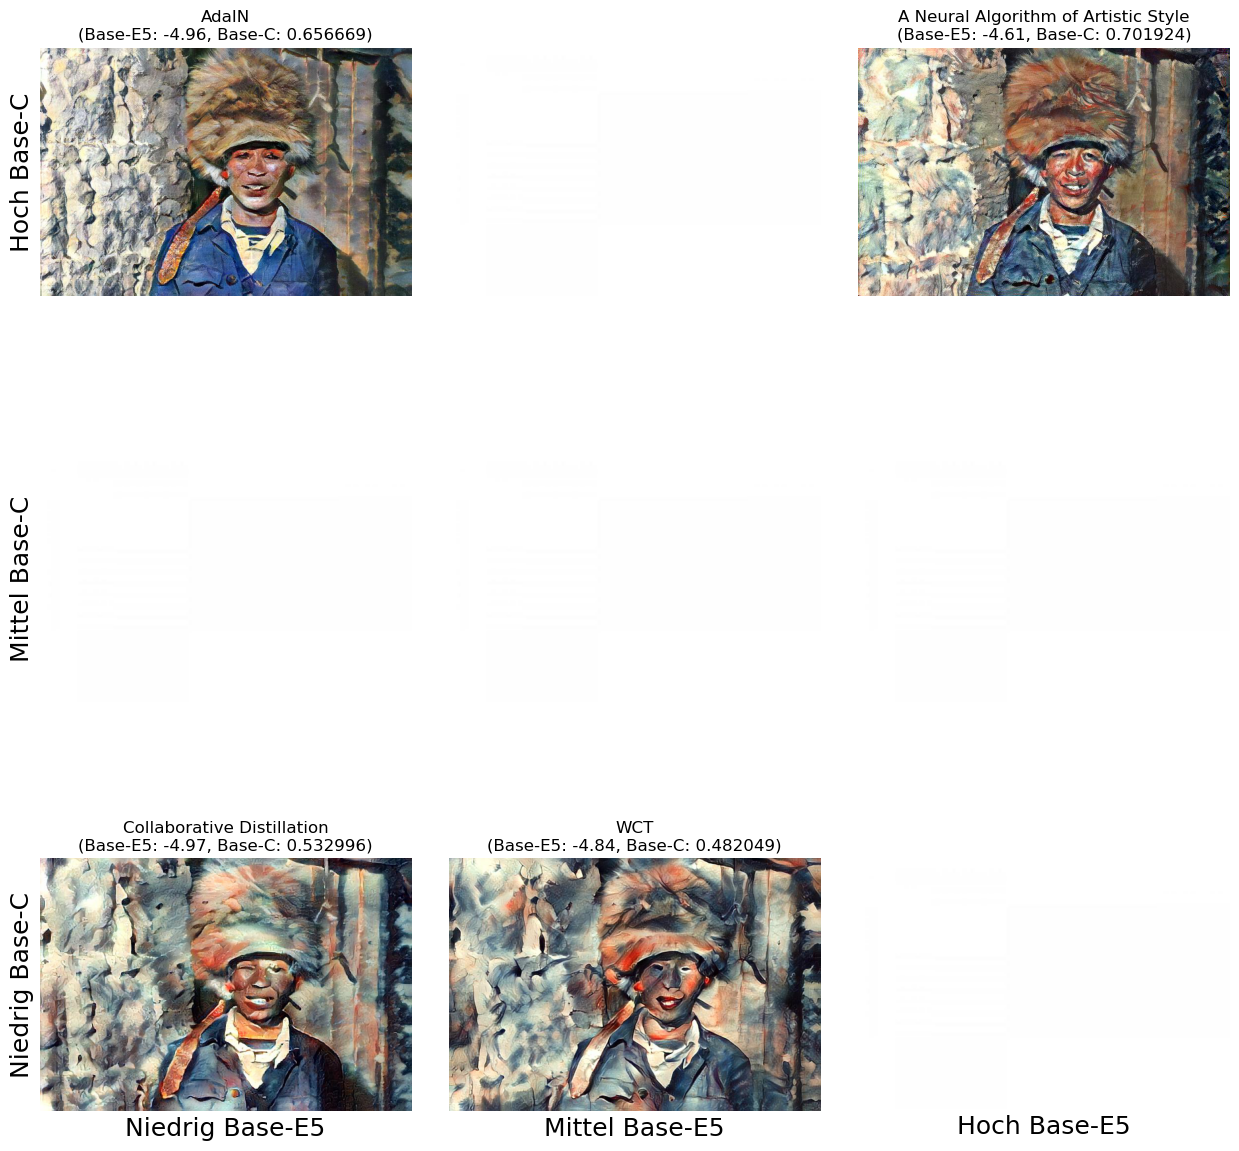 AdaIN
(Base-E5: -4.96, Base-C: 0.656669)
A Neural Algorithm of Artistic Style
(Base-E5: -4.61, Base-C: 0.701924)
Hoch Base-C
Mittel Base-C
Collaborative Distillation
(Base-E5: -4.97, Base-C: 0.532996)
WCT
(Base-E5: -4.84, Base-C: 0.482049)
Niedrig Base-C
Niedrig Base-E5
Mittel Base-E5
Hoch Base-E5